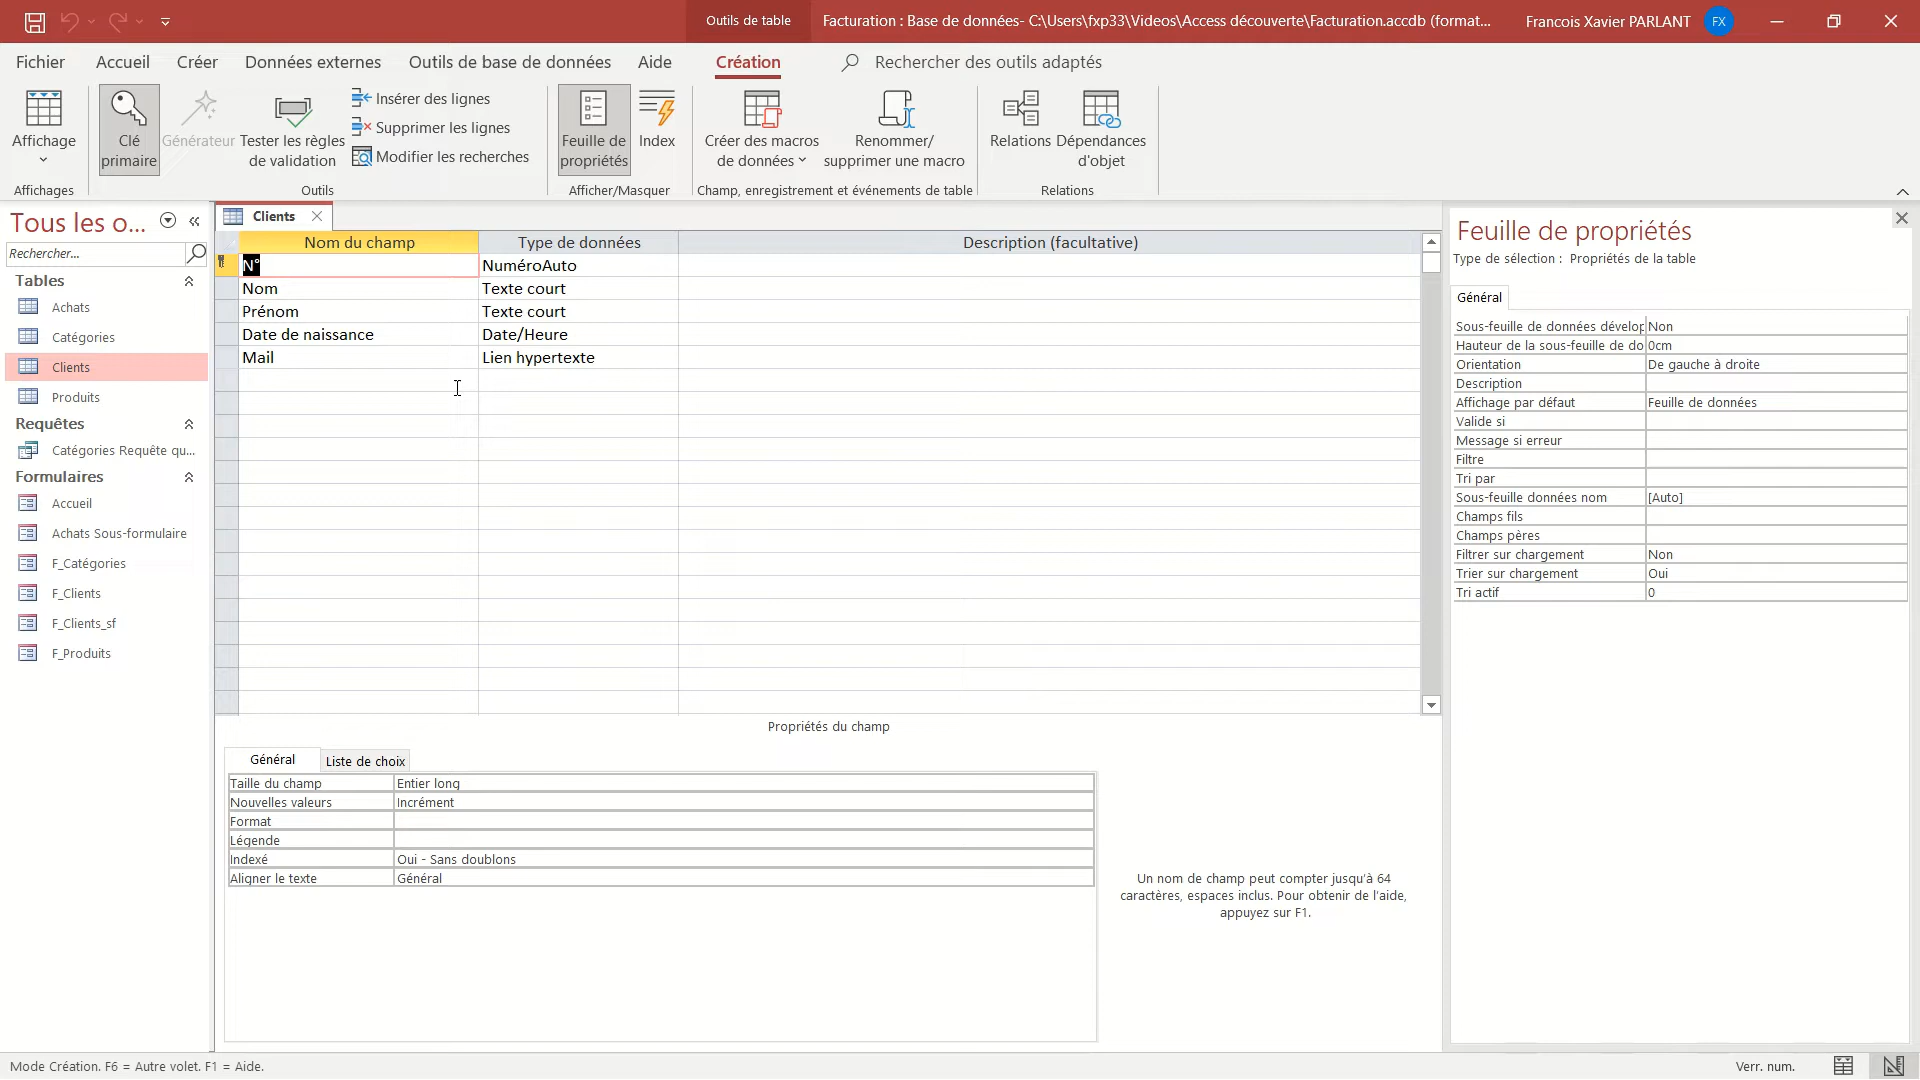 Outils de table
Facturation : Base de données- C:\Users\fxp33\Videos\Access découverte\Facturation.accdb (format...
Francois Xavier PARLANT
FX
Fichier
Accueil
Créer
Données externes
Outils de base de données
Aide
Création
Rechercher des outils adaptés
Affichage
Clé
primaire
Générateur
Tester les règles
de validation
Insérer des lignes
Supprimer les lignes
Modifier les recherches
Feuille de
propriétés
Index
Créer des macros
de données
Renommer/
supprimer une macro
Relations
Dépendances
d'objet
Affichages
Outils
Afficher/Masquer
Champ, enregistrement et événements de table
Relations
Tous les o...
Rechercher...
Tables
Achats
Catégories
Clients
Produits
Requêtes
Catégories Requête qu...
Formulaires
Accueil
Achats Sous-formulaire
F_Catégories
F_Clients
F_Clients_sf
F_Produits
Clients
Nom du champ Type de données Description (facultative)
N° NuméroAuto
Nom Texte court
Prénom Texte court
Date de naissance Date/Heure
Mail Lien hypertexte
Propriétés du champ
Général Liste de choix
Taille du champ Entier long
Nouvelles valeurs Incrément
Format
Légende
Indexé Oui - Sans doublons
Aligner le texte Général
Un nom de champ peut compter jusqu'à 64
caractères, espaces inclus. Pour obtenir de l'aide,
appuyez sur F1.
Feuille de propriétés
Type de sélection : Propriétés de la table
Général
Sous-feuille de données dévelop Non
Hauteur de la sous-feuille de do 0cm
Orientation De gauche à droite
Description
Affichage par défaut Feuille de données
Valide si
Message si erreur
Filtre
Tri par
Sous-feuille données nom [Auto]
Champs fils
Champs pères
Filtrer sur chargement Non
Trier sur chargement Oui
Tri actif 0
Mode Création. F6 = Autre volet. F1 = Aide.
Verr. num.